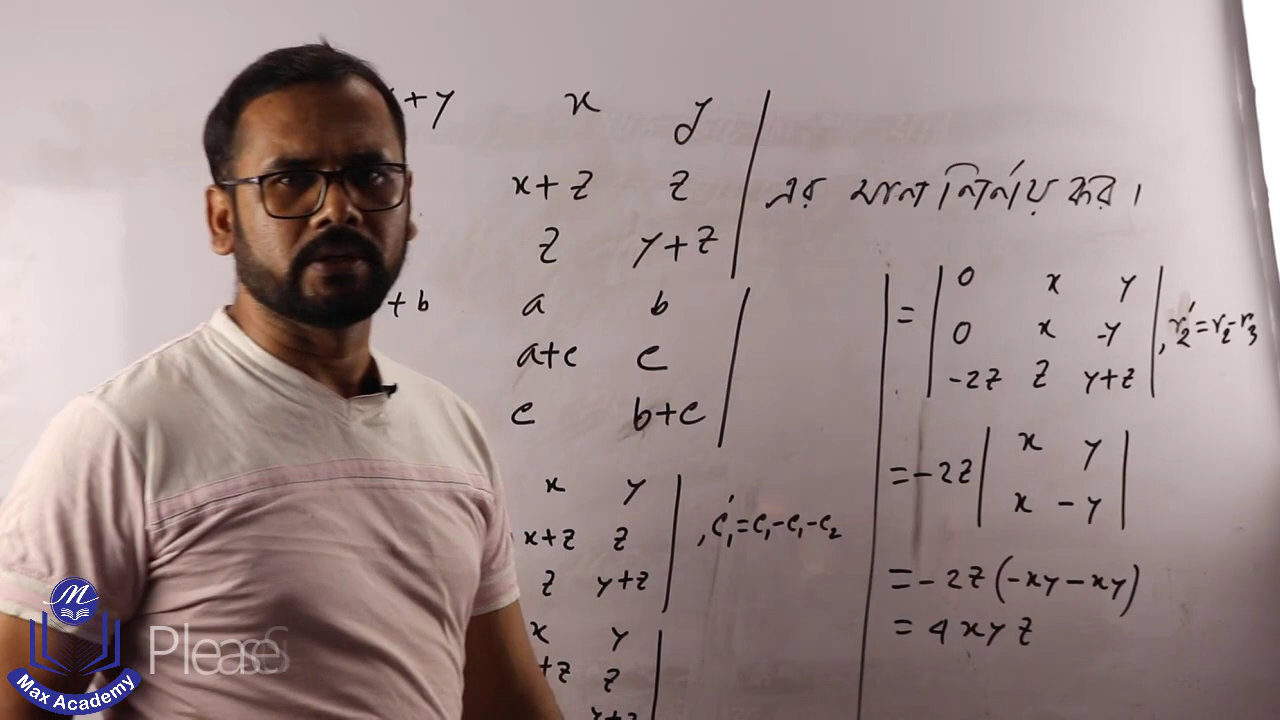 +y x y
x+z z এর মান নির্ণয় কর।
z y+z
+b a b
a+c c
c b+c
x y
x+z z , c₁'=c₁-c₁-c₂
z y+z
x y
+z z
y+z
= | 0 x y |
| 0 x -y | , r₂'=r₂-r₃
| -2z z y+z |
= -2z | x y |
| x -y |
= -2z (-xy-xy)
= 4xyz
M
Max Academy
Please